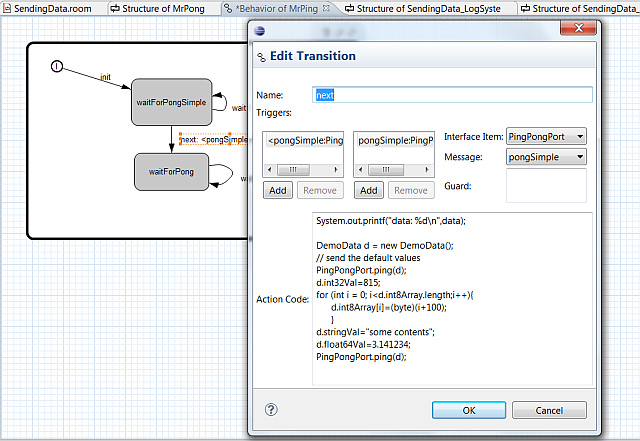 SendingData.room
Structure of MrPong
*Behavior of MrPing
Structure of SendingData_LogSyste
Structure of SendingData_
I
init
waitForPongSimple
wait
next: <pongSimple
waitForPong
w
Edit Transition
Name:
next
Triggers:
<pongSimple:Ping
pongSimple:PingP
Interface Item:
PingPongPort
Message:
pongSimple
Guard:
Add
Remove
Add
Remove
Action Code:
System.out.printf("data: %d\n",data);
DemoData d = new DemoData();
// send the default values
PingPongPort.ping(d);
d.int32Val=815;
for (int i = 0; i<d.int8Array.length;i++){
d.int8Array[i]=(byte)(i+100);
}
d.stringVal="some contents";
d.float64Val=3.141234;
PingPongPort.ping(d);
?
OK
Cancel